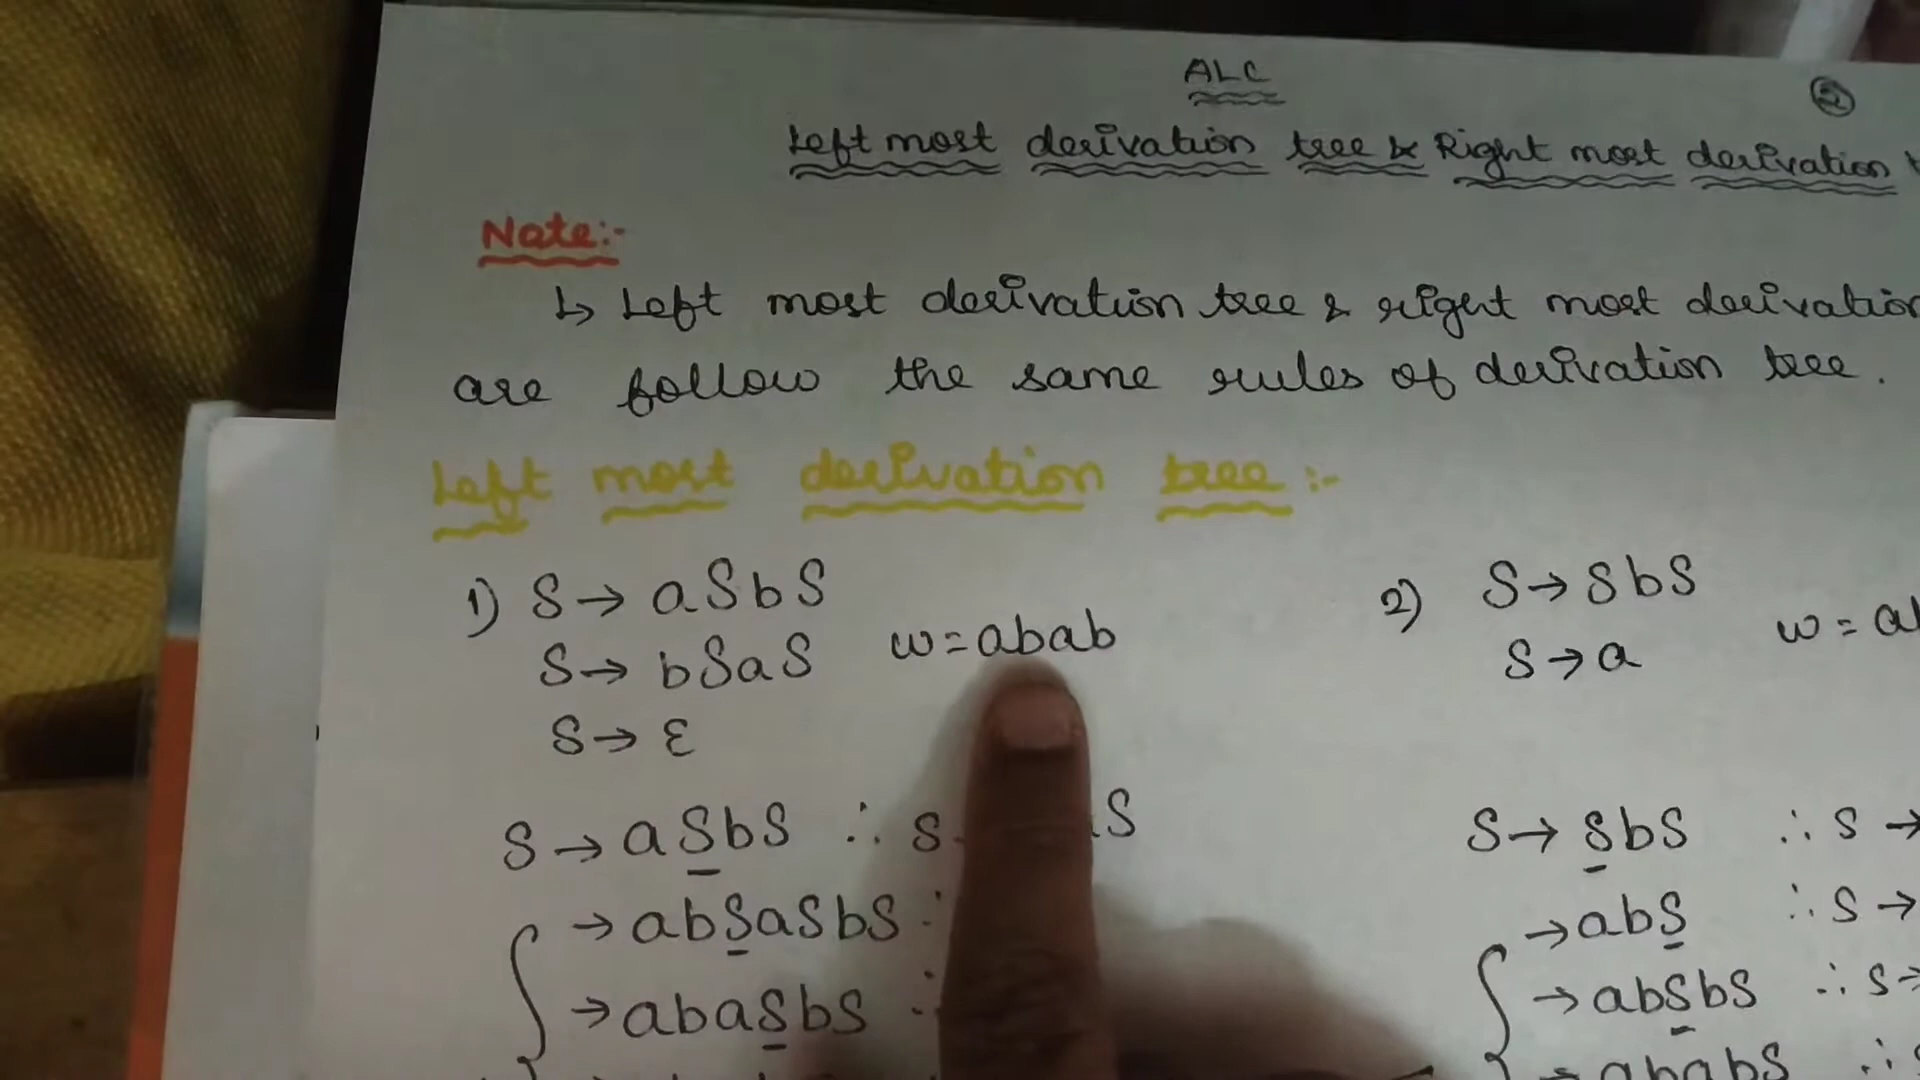 ALC
2
Left most derivation tree & Right most derivation
Note:-
↳ Left most derivation tree & right most derivation
are follow the same rules of derivation tree.
Left most derivation tree :-
1) S → aSbS
S → bSaS
w = abab
S → ε
2) S → SbS
S → a
w = a
S → aSbS ∴ S
S
→ abSaSbS ∴
→ abaSbS ∴
S → SbS ∴ S →
→ abS ∴ S →
→ abSbS ∴ S →
→ ababS ∴ S